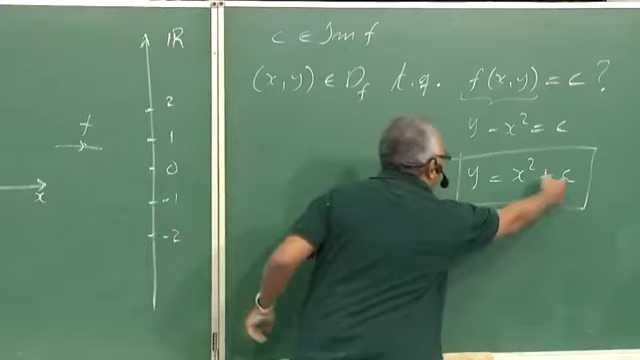 x
f
IR
2
1
0
-1
-2
c ∈ Im f
(x,y) ∈ D_f t.q. f(x,y) = c ?
y - x² = c
y = x² + c